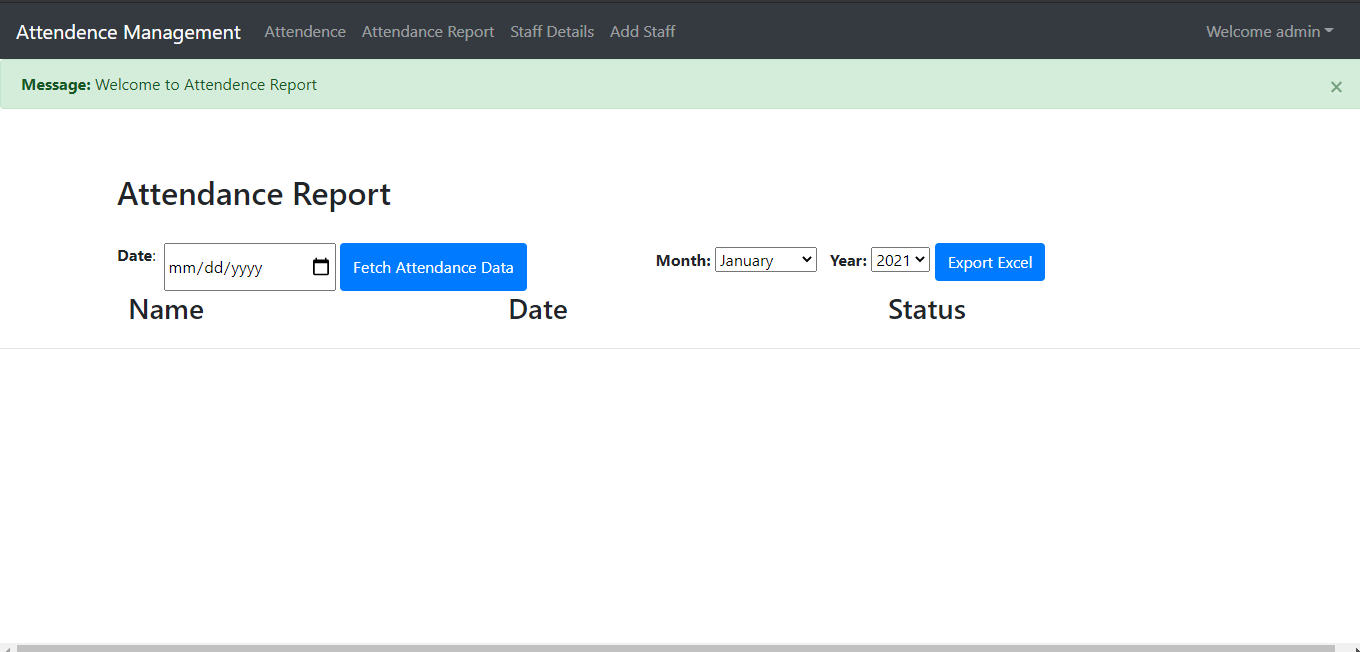 Attendence Management Attendence Attendance Report Staff Details Add Staff Welcome admin
Message: Welcome to Attendence Report ×
Attendance Report
Date: mm/dd/yyyy Fetch Attendance Data Month: January Year: 2021 Export Excel
Name Date Status